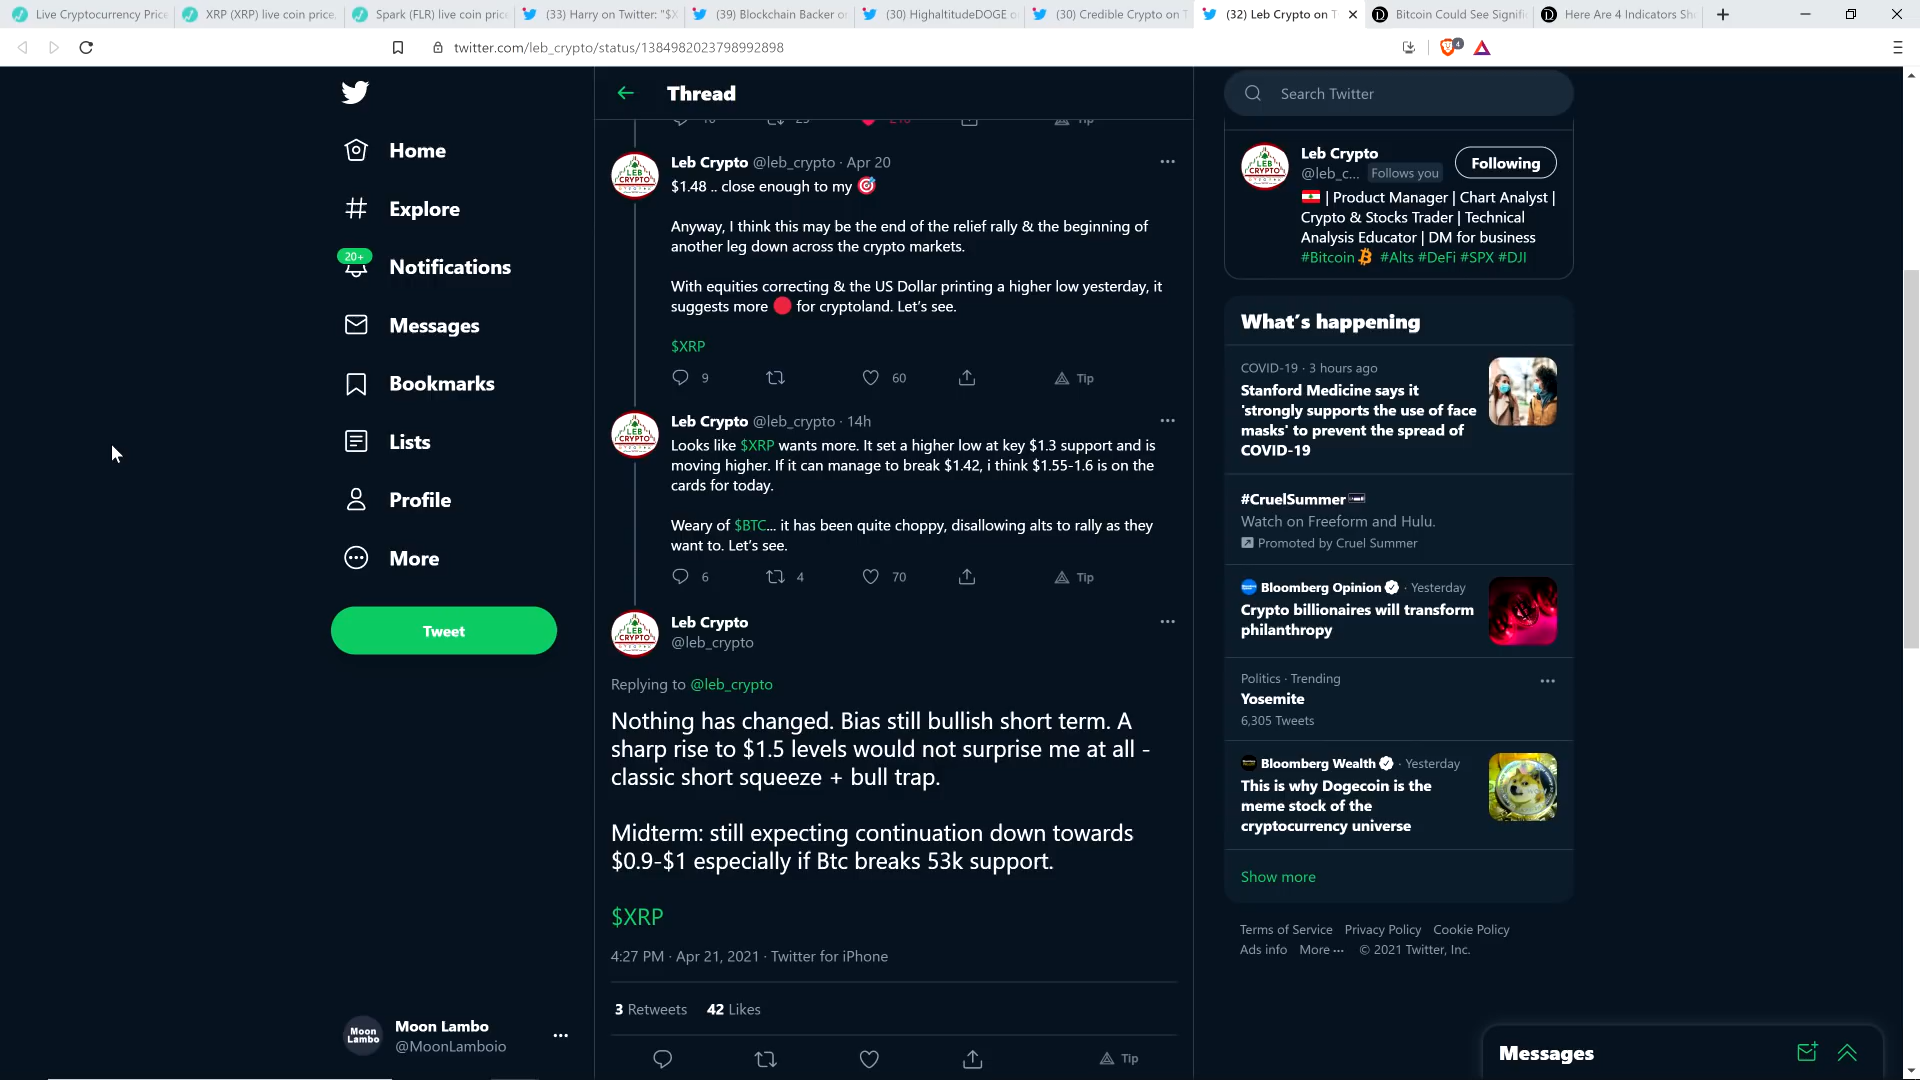 Live Cryptocurrency Price
XRP (XRP) live coin price,
Spark (FLR) live coin price
(33) Harry on Twitter: "$X
(39) Blockchain Backer on
(30) HighaltitudeDOGE o
(30) Credible Crypto on T
(32) Leb Crypto on T
Bitcoin Could See Signifi
Here Are 4 Indicators Sh
twitter.com/leb_crypto/status/1384982023798992898
4
Home
Explore
20+
Notifications
Messages
Bookmarks
Lists
Profile
More
Tweet
Moon Lambo
Moon Lambo
@MoonLamboio
Thread
Tip
Leb Crypto @leb_crypto · Apr 20
$1.48 .. close enough to my 🎯
Anyway, I think this may be the end of the relief rally & the beginning of
another leg down across the crypto markets.
With equities correcting & the US Dollar printing a higher low yesterday, it
suggests more 🔴 for cryptoland. Let's see.
$XRP
9 60 Tip
LEB CRYPTO
Leb Crypto @leb_crypto · 14h
Looks like $XRP wants more. It set a higher low at key $1.3 support and is
moving higher. If it can manage to break $1.42, i think $1.55-1.6 is on the
cards for today.
Weary of $BTC... it has been quite choppy, disallowing alts to rally as they
want to. Let's see.
6 4 70 Tip
Leb Crypto
@leb_crypto
Replying to @leb_crypto
Nothing has changed. Bias still bullish short term. A
sharp rise to $1.5 levels would not surprise me at all -
classic short squeeze + bull trap.
Midterm: still expecting continuation down towards
$0.9-$1 especially if Btc breaks 53k support.
$XRP
4:27 PM · Apr 21, 2021 · Twitter for iPhone
3 Retweets 42 Likes
Tip
Search Twitter
Leb Crypto
@leb_c... Follows you
Following
🇱🇧 | Product Manager | Chart Analyst |
Crypto & Stocks Trader | Technical
Analysis Educator | DM for business
#Bitcoin #Alts #DeFi #SPX #DJI
What's happening
COVID-19 · 3 hours ago
Stanford Medicine says it
'strongly supports the use of face
masks' to prevent the spread of
COVID-19
#CruelSummer
Watch on Freeform and Hulu.
Promoted by Cruel Summer
Bloomberg Opinion · Yesterday
Crypto billionaires will transform
philanthropy
Politics · Trending
Yosemite
6,305 Tweets
Bloomberg Wealth · Yesterday
This is why Dogecoin is the
meme stock of the
cryptocurrency universe
Show more
Terms of Service Privacy Policy Cookie Policy
Ads info More ··· © 2021 Twitter, Inc.
Messages